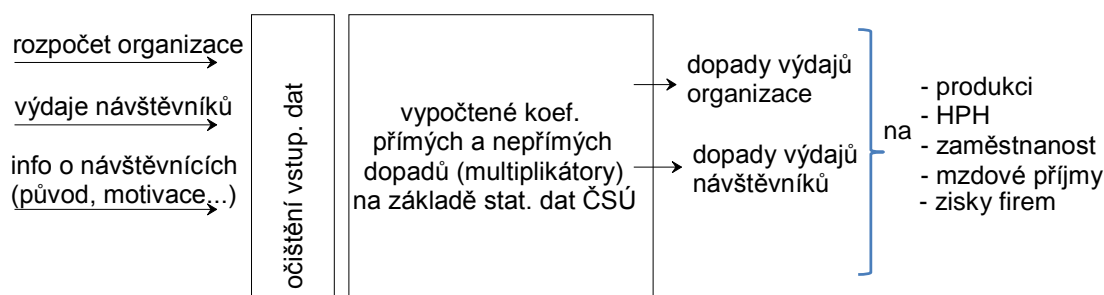 rozpočet organizace
výdaje návštěvníků
info o návštěvnících
(původ, motivace,..)
očištění vstup. dat
vypočtené koef.
přímých a nepřímých
dopadů (multiplikátory)
na základě stat. dat ČSÚ
dopady výdajů
organizace
dopady výdajů
návštěvníků
na
- produkci
- HPH
- zaměstnanost
- mzdové příjmy
- zisky firem